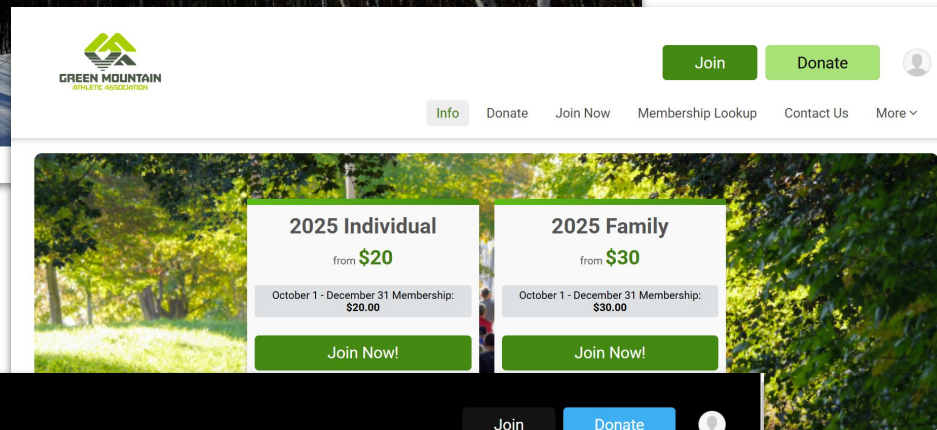 GREEN MOUNTAIN
ATHLETIC ASSOCIATION
Join Donate
Info Donate Join Now Membership Lookup Contact Us More
2025 Individual
from $20
October 1 - December 31 Membership:
$20.00
Join Now!
2025 Family
from $30
October 1 - December 31 Membership:
$30.00
Join Now!
Join Donate